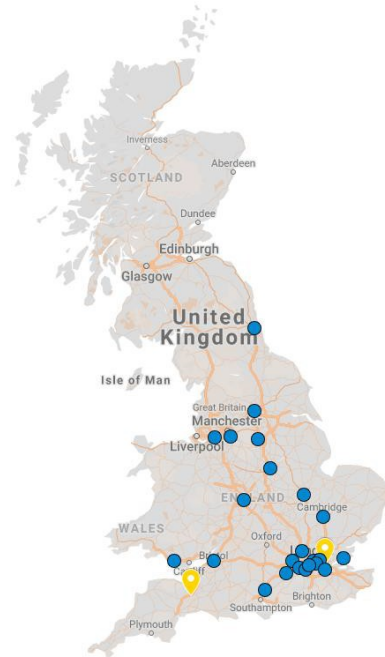 Inverness
Aberdeen
SCOTLAND
Dundee
Edinburgh
Glasgow
United
Kingdom
Isle of Man
Great Britain
Manchester
Liverpool
ENGLAND
Cambridge
WALES
Oxford
Bristol
Cardiff
Southampton
Brighton
Plymouth